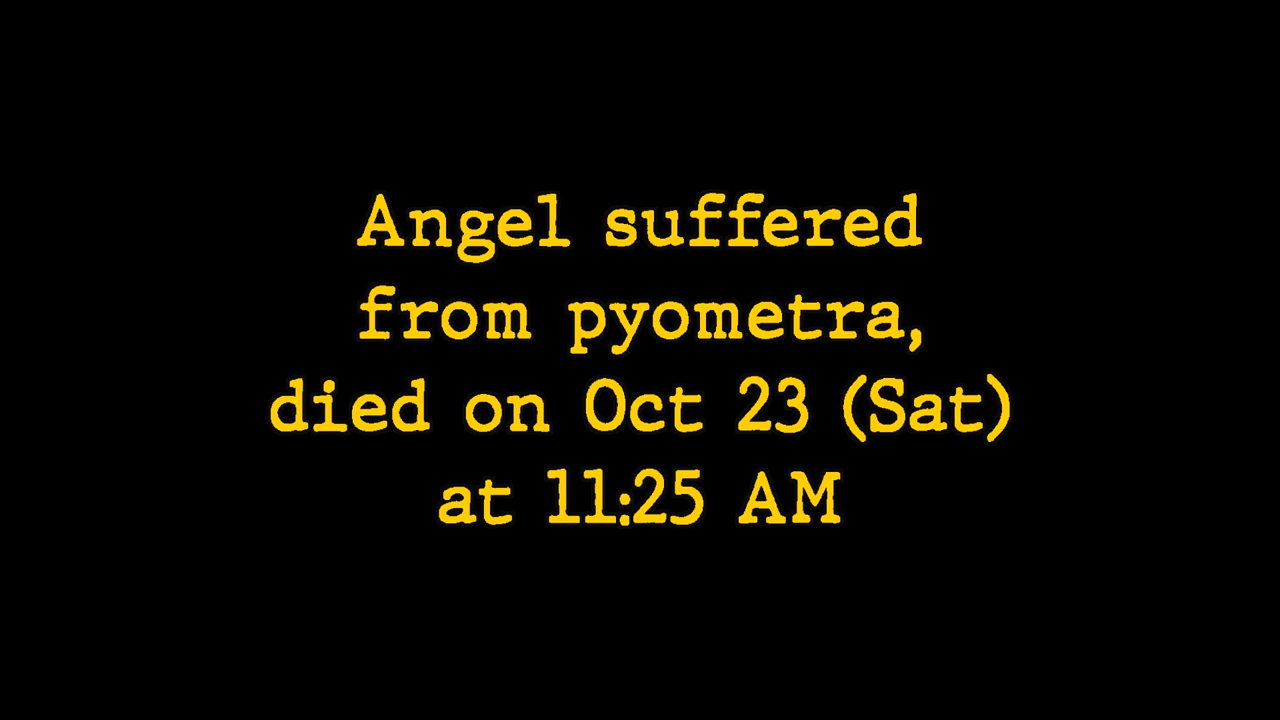 Angel suffered
from pyometra,
died on Oct 23 (Sat)
at 11:25 AM